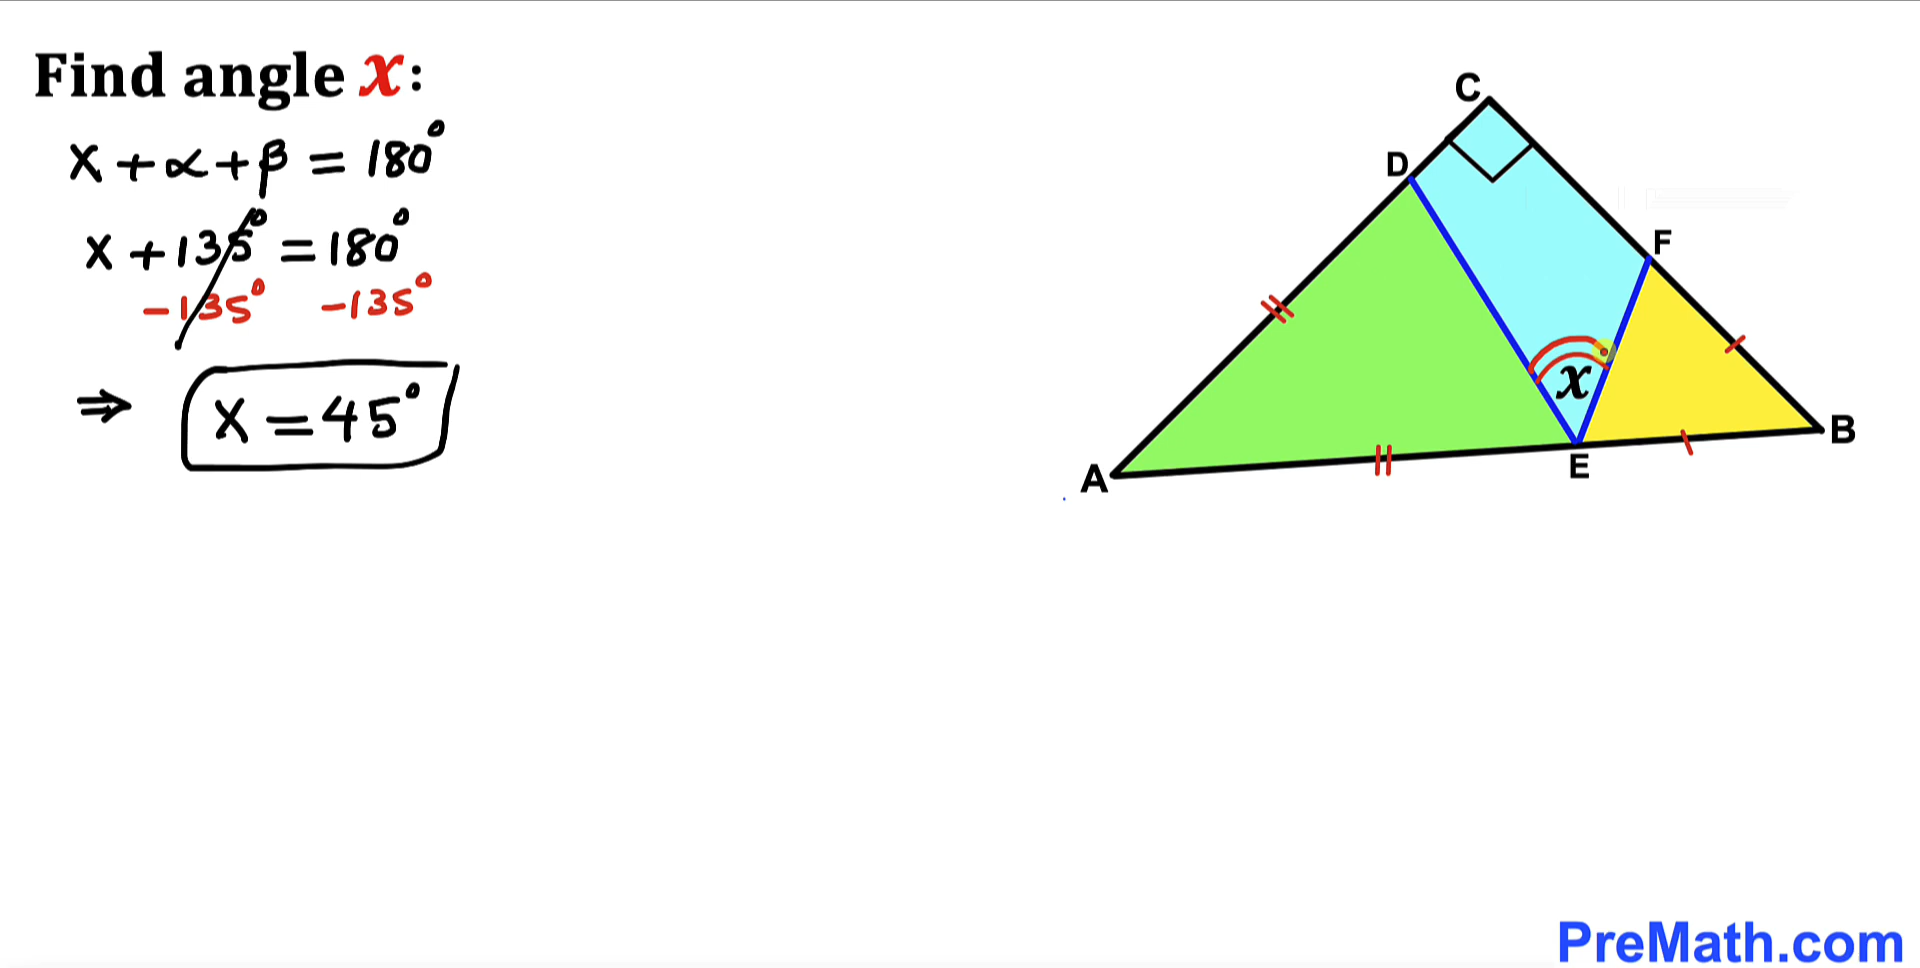 Find angle x:
x + α + β = 180°
x + 135° = 180°
-135° -135°
⇒ x = 45°
C
D
F
x
B
A
E
PreMath.com